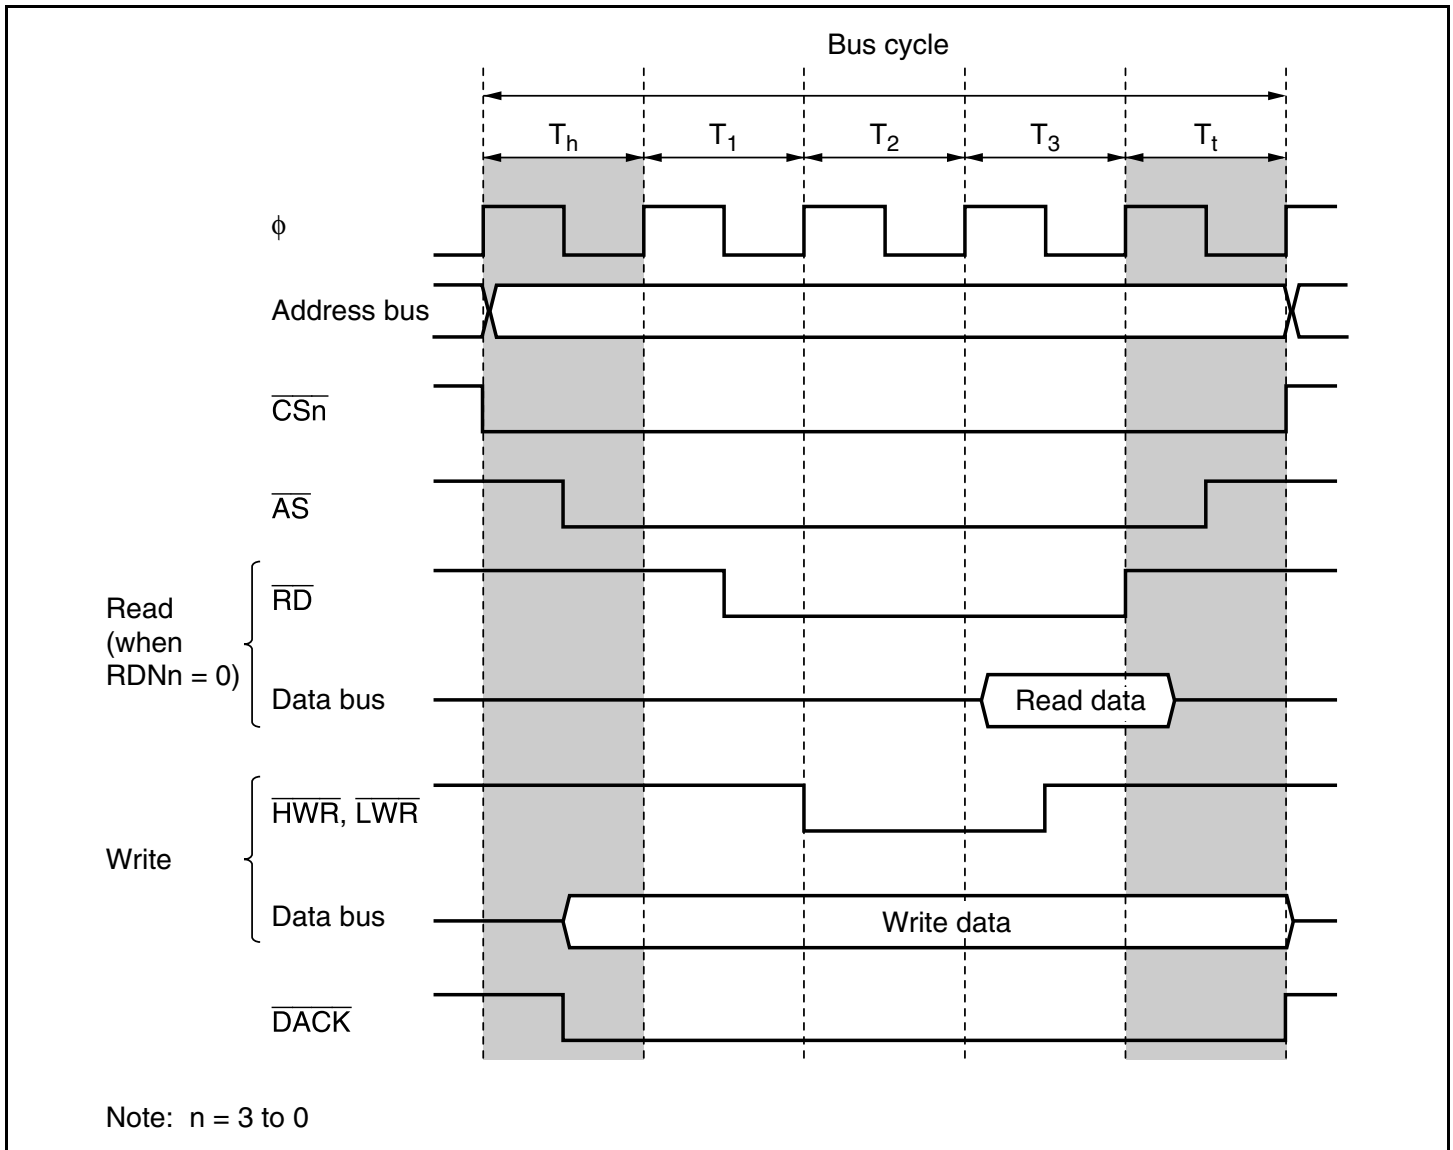 Bus cycle
Th T1 T2 T3 Tt
ϕ
Address bus
CSn
AS
Read
(when
RDNn = 0)
RD
Data bus
Read data
Write
HWR, LWR
Data bus
Write data
DACK
Note: n = 3 to 0